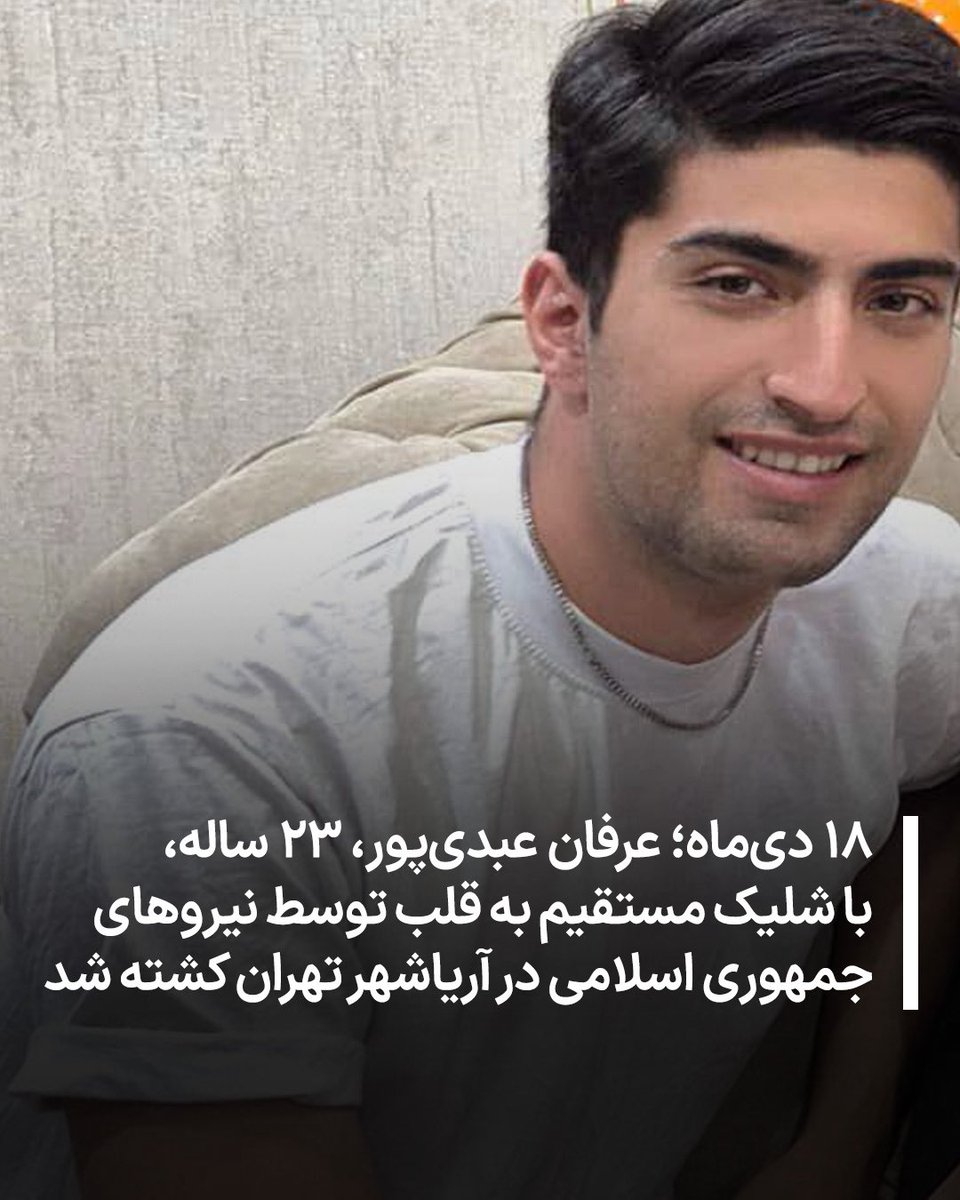 ۱۸ دی‌ماه؛ عرفان عبدی‌پور، ۲۳ ساله،
با شلیک مستقیم به قلب توسط نیروهای
جمهوری اسلامی در آریاشهر تهران کشته شد